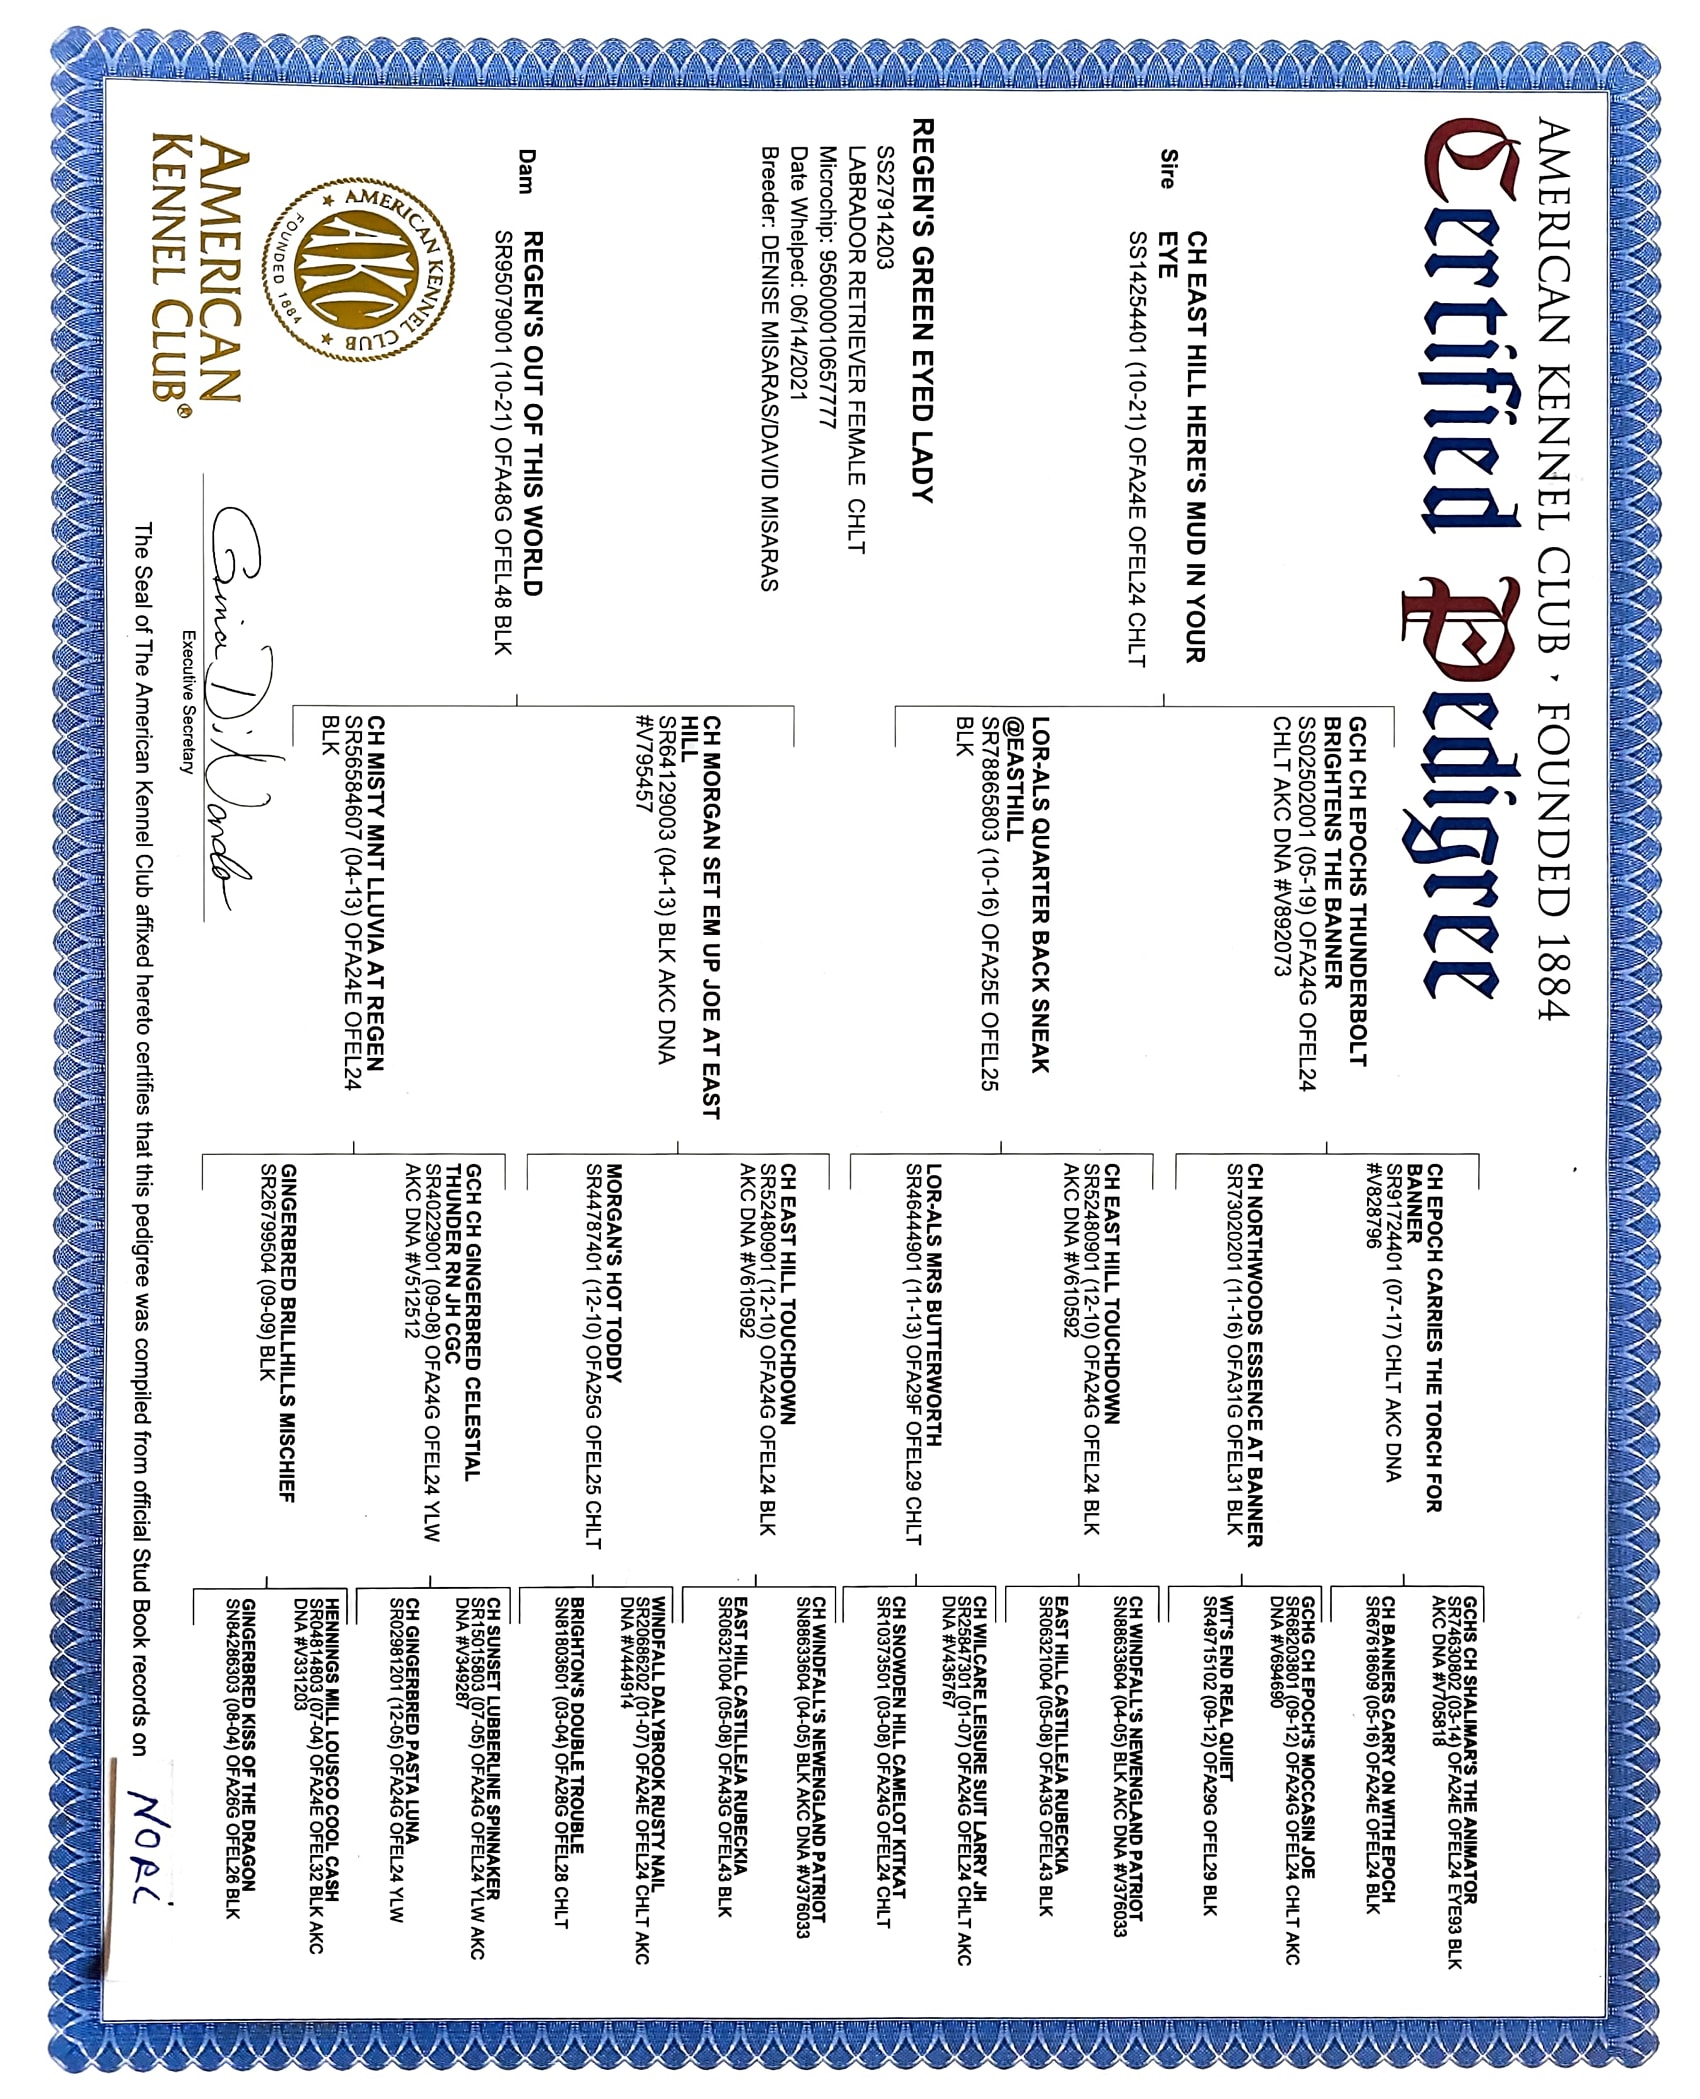 AMERICAN KENNEL CLUB · FOUNDED 1884
Certified Pedigree
Sire
CH EAST HILL HERE'S MUD IN YOUR
EYE
SS14254401 (10-21) OFA24E OFEL24 CHLT
REGEN'S GREEN EYED LADY
SS27914203
LABRADOR RETRIEVER FEMALE CHLT
Microchip: 956000010657777
Date Whelped: 06/14/2021
Breeder: DENISE MISARAS/DAVID MISARAS
Dam
REGEN'S OUT OF THIS WORLD
SR95079001 (10-21) OFA48G OFEL48 BLK
GCH CH EPOCHS THUNDERBOLT
BRIGHTENS THE BANNER
SS02502001 (05-19) OFA24G OFEL24
CHLT AKC DNA #V892073
LOR-ALS QUARTER BACK SNEAK
@EASTHILL
SR78865803 (10-16) OFA25E OFEL25
BLK
CH MORGAN SET EM UP JOE AT EAST
HILL
SR64129003 (04-13) BLK AKC DNA
#V795457
CH MISTY MNT LLUVIA AT REGEN
SR56584607 (04-13) OFA24E OFEL24
BLK
CH EPOCH CARRIES THE TORCH FOR
BANNER
SR91724401 (07-17) CHLT AKC DNA
#V828796
CH NORTHWOODS ESSENCE AT BANNER
SR73020201 (11-16) OFA31G OFEL31 BLK
CH EAST HILL TOUCHDOWN
SR52480901 (12-10) OFA24G OFEL24 BLK
AKC DNA #V610592
LOR-ALS MRS BUTTERWORTH
SR46444901 (11-13) OFA29F OFEL29 CHLT
CH EAST HILL TOUCHDOWN
SR52480901 (12-10) OFA24G OFEL24 BLK
AKC DNA #V610592
MORGAN'S HOT TODDY
SR44787401 (12-10) OFA25G OFEL25 CHLT
GCH CH GINGERBRED CELESTIAL
THUNDER RN JH CGC
SR40229001 (09-08) OFA24G OFEL24 YLW
AKC DNA #V512512
GINGERBRED BRILLHILLS MISCHIEF
SR26799504 (09-09) BLK
GCHS CH SHALIMAR'S THE ANIMATOR
SR74630802 (03-14) OFA24E OFEL24 EYE93 BLK
AKC DNA #V705818
CH BANNERS CARRY ON WITH EPOCH
SR67618609 (05-16) OFA24E OFEL24 BLK
GCHG CH EPOCH'S MOCCASIN JOE
SR68203801 (09-12) OFA24G OFEL24 CHLT AKC
DNA #V694690
WIT'S END REAL QUIET
SR49715102 (09-12) OFA29G OFEL29 BLK
CH WINDFALL'S NEWENGLAND PATRIOT
SN88633604 (04-05) BLK AKC DNA #V376033
EAST HILL CASTILLEJA RUBECKIA
SR06321004 (05-08) OFA43G OFEL43 BLK
CH WILCARE LEISURE SUIT LARRY JH
SR25847301 (01-07) OFA24G OFEL24 CHLT AKC
DNA #V436767
CH SNOWDEN HILL CAMELOT KITKAT
SR10373501 (03-08) OFA24G OFEL24 CHLT
CH WINDFALL'S NEWENGLAND PATRIOT
SN88633604 (04-05) BLK AKC DNA #V376033
EAST HILL CASTILLEJA RUBECKIA
SR06321004 (05-08) OFA43G OFEL43 BLK
WINDFALL DALYBROOK RUSTY NAIL
SR20686202 (01-07) OFA24E OFEL24 CHLT AKC
DNA #V444914
BRIGHTON'S DOUBLE TROUBLE
SN81803601 (03-04) OFA28G OFEL28 CHLT
CH SUNSET LUBBERLINE SPINNAKER
SR15015803 (07-05) OFA24G OFEL24 YLW AKC
DNA #V349287
CH GINGERBRED PASTA LUNA
SR02981201 (12-05) OFA24G OFEL24 YLW
HENNINGS MILL LOUSCO COOL CASH
SR04814803 (07-04) OFA24E OFEL32 BLK AKC
DNA #V331203
GINGERBRED KISS OF THE DRAGON
SN84286303 (08-04) OFA26G OFEL26 BLK
AMERICAN KENNEL CLUB
AKC
FOUNDED 1884
AMERICAN
KENNEL CLUB®
Gina DiNardo
Executive Secretary
The Seal of The American Kennel Club affixed hereto certifies that this pedigree was compiled from official Stud Book records on
NORI